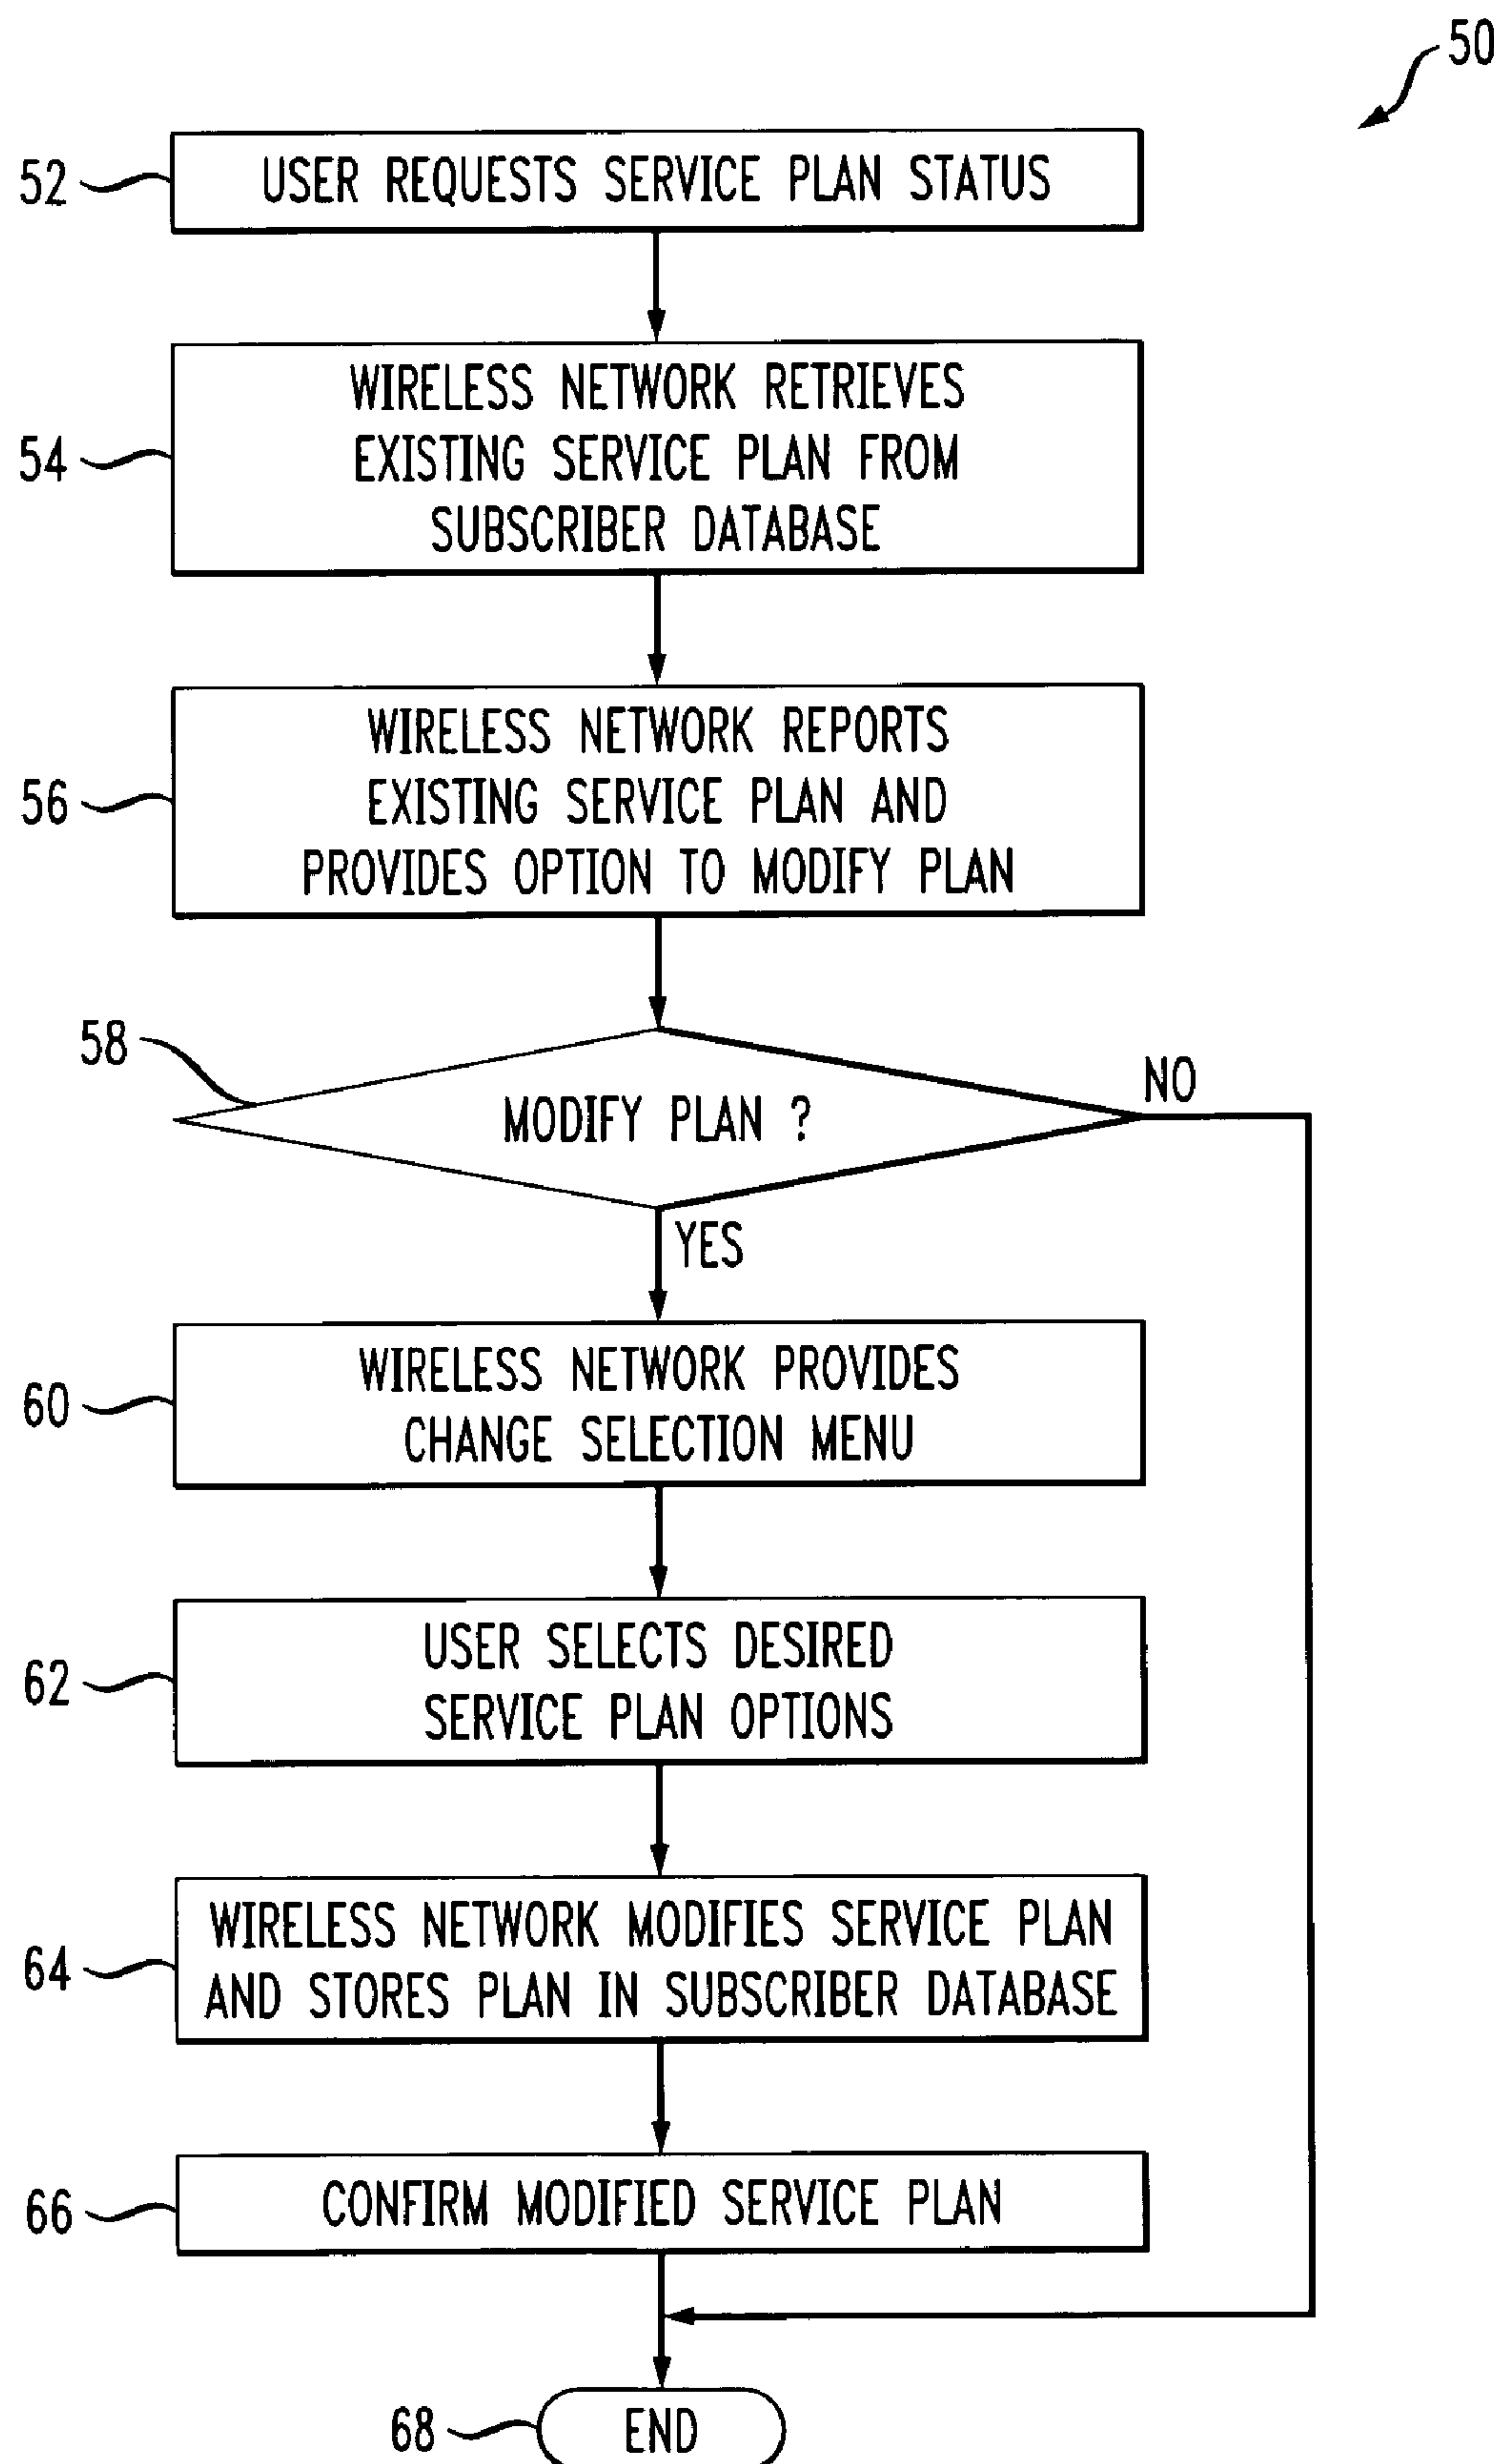 50
52
USER REQUESTS SERVICE PLAN STATUS
54
WIRELESS NETWORK RETRIEVES
EXISTING SERVICE PLAN FROM
SUBSCRIBER DATABASE
56
WIRELESS NETWORK REPORTS
EXISTING SERVICE PLAN AND
PROVIDES OPTION TO MODIFY PLAN
58
MODIFY PLAN ?
NO
YES
60
WIRELESS NETWORK PROVIDES
CHANGE SELECTION MENU
62
USER SELECTS DESIRED
SERVICE PLAN OPTIONS
64
WIRELESS NETWORK MODIFIES SERVICE PLAN
AND STORES PLAN IN SUBSCRIBER DATABASE
66
CONFIRM MODIFIED SERVICE PLAN
68
END